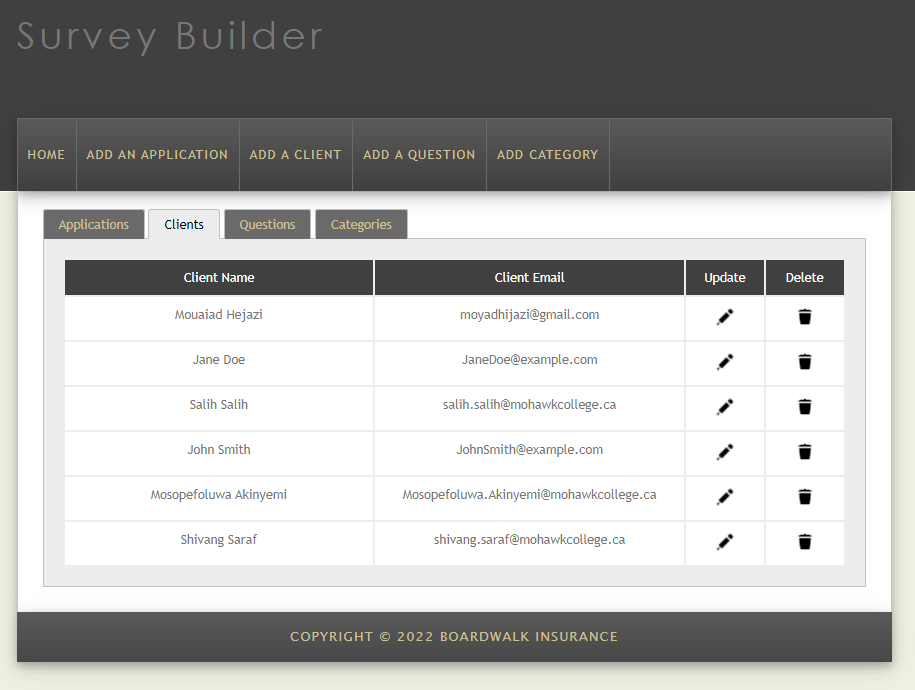 Survey Builder
HOME ADD AN APPLICATION ADD A CLIENT ADD A QUESTION ADD CATEGORY
Applications Clients Questions Categories
Client Name Client Email Update Delete
Mouaiad Hejazi moyadhijazi@gmail.com
Jane Doe JaneDoe@example.com
Salih Salih salih.salih@mohawkcollege.ca
John Smith JohnSmith@example.com
Mosopefoluwa Akinyemi Mosopefoluwa.Akinyemi@mohawkcollege.ca
Shivang Saraf shivang.saraf@mohawkcollege.ca
COPYRIGHT © 2022 BOARDWALK INSURANCE